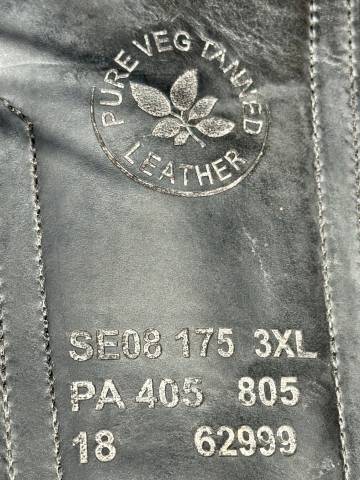 PURE VEG TANNED
LEATHER
SE08 175 3XL
PA 405 805
18 62999